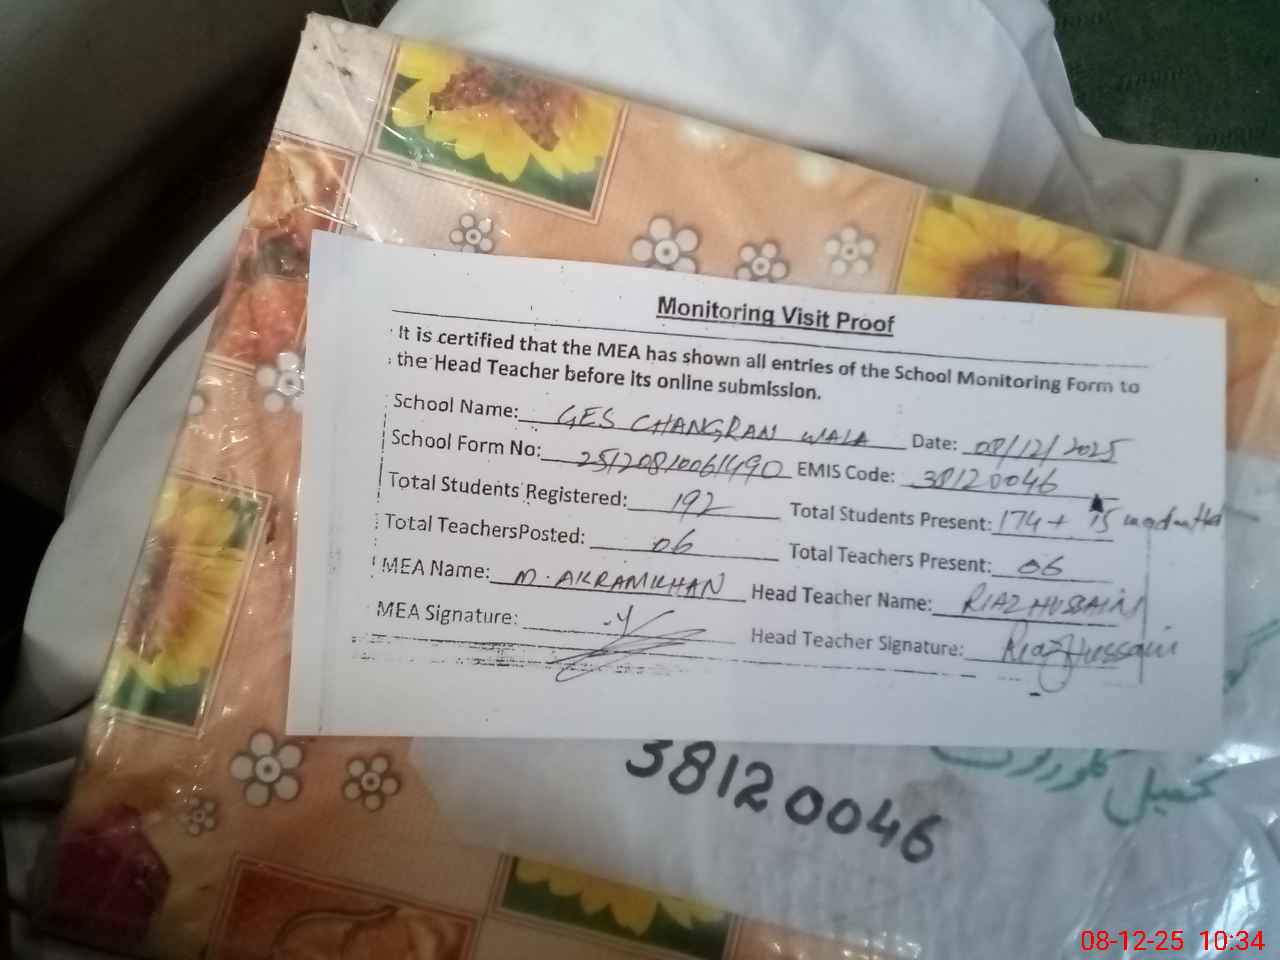 Monitoring Visit Proof
It is certified that the MEA has shown all entries of the School Monitoring Form to
the Head Teacher before its online submission.
School Name: GES CHANGRAN WALA Date: 08/12/2025
School Form No: 25120810061490 EMIS Code: 38120046
Total Students Registered: 192 Total Students Present: 174 + 15
Total TeachersPosted: 06 Total Teachers Present: 06
MEA Name: M. AKRAM KHAN Head Teacher Name: RIAZ HUSSAIN
MEA Signature: Head Teacher Signature: Riaz Hussain
38120046
تحصیل کلورکوٹ
08-12-25 10:34